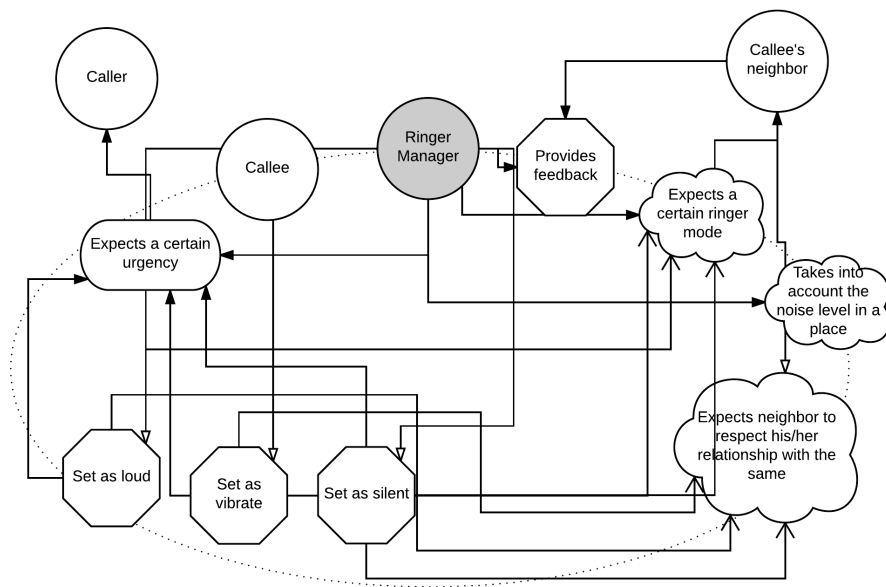 Caller
Callee
Ringer
Manager
Provides
feedback
Callee's
neighbor
Expects a
certain ringer
mode
Expects a certain
urgency
Takes into
account the
noise level in a
place
Expects neighbor to
respect his/her
relationship with the
same
Set as loud
Set as
vibrate
Set as silent